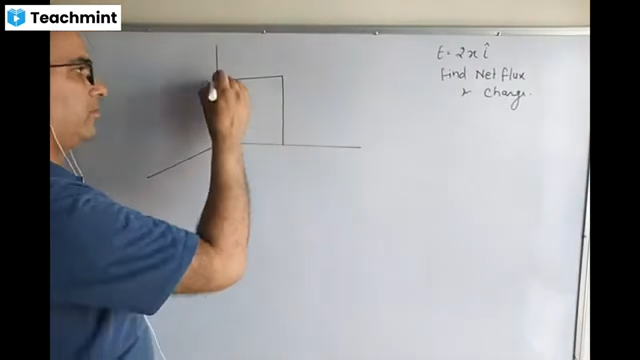 Teachmint
E = 2x î
find Net flux
& charge.